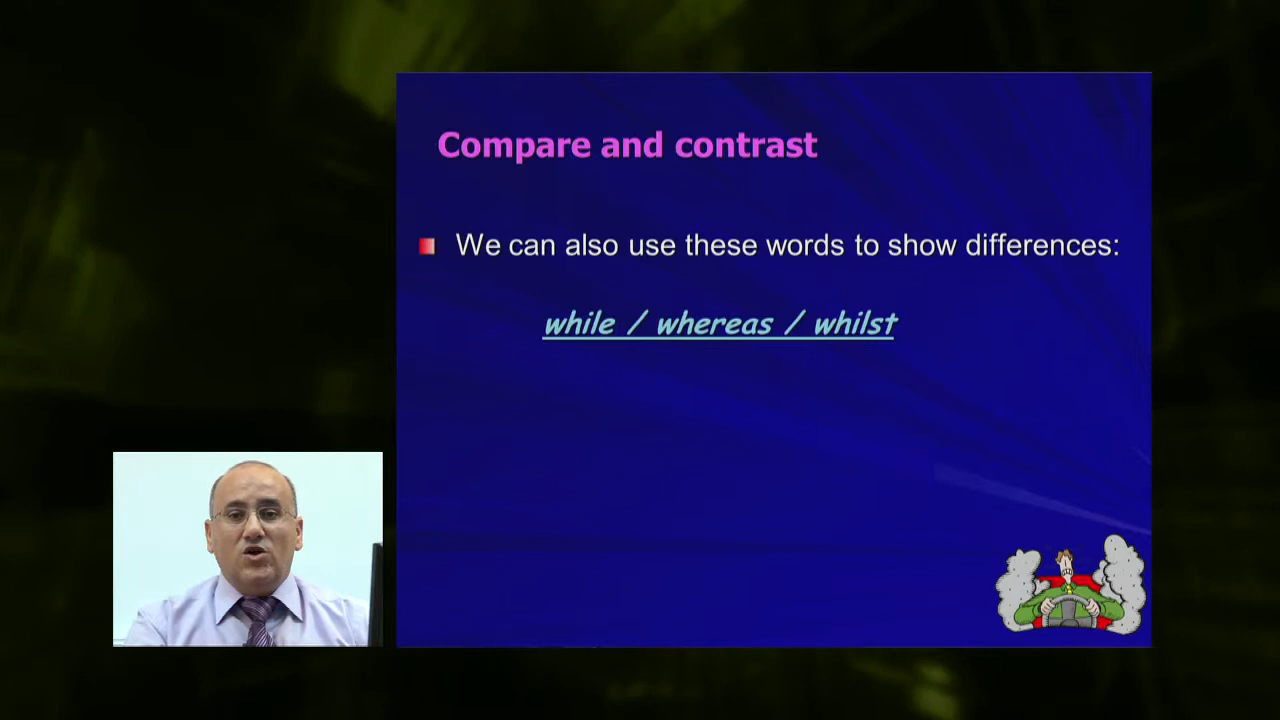 Compare and contrast
We can also use these words to show differences:
while / whereas / whilst